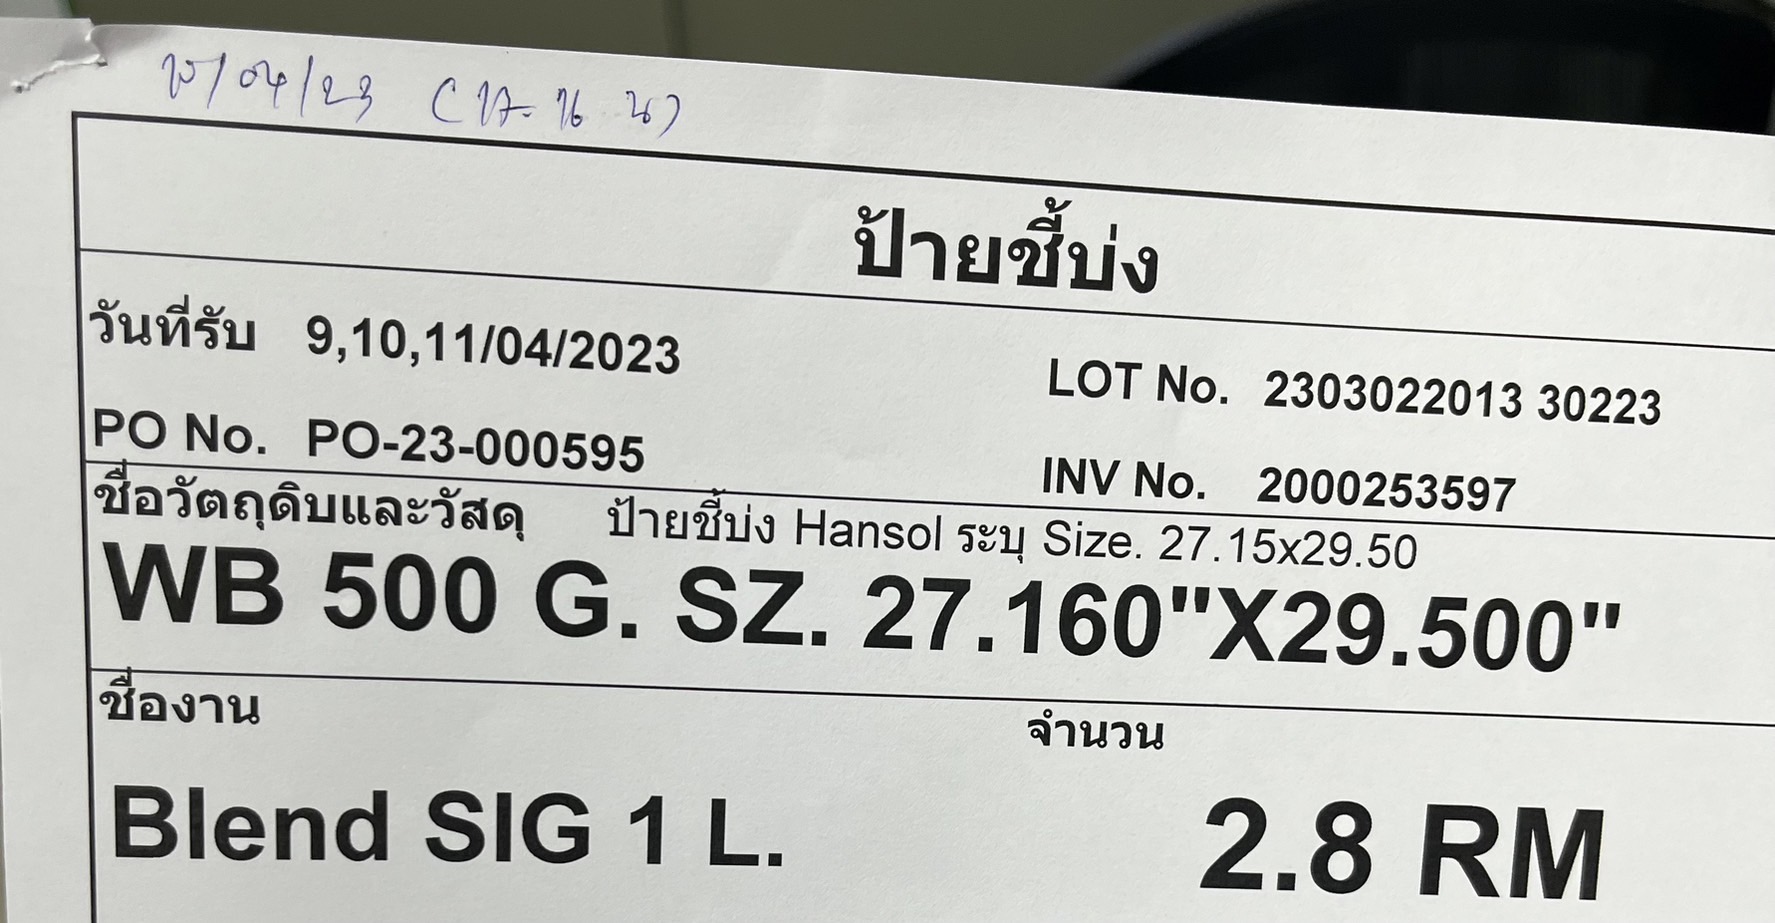 /04/23
ป้ายชี้บ่ง
วันที่รับ 9,10,11/04/2023
LOT No. 2303022013 30223
PO No. PO-23-000595
INV No. 2000253597
ชื่อวัตถุดิบและวัสดุ ป้ายชี้บ่ง Hansol ระบุ Size. 27.15x29.50
WB 500 G. SZ. 27.160"X29.500"
ชื่องาน
จำนวน
Blend SIG 1 L.
2.8 RM